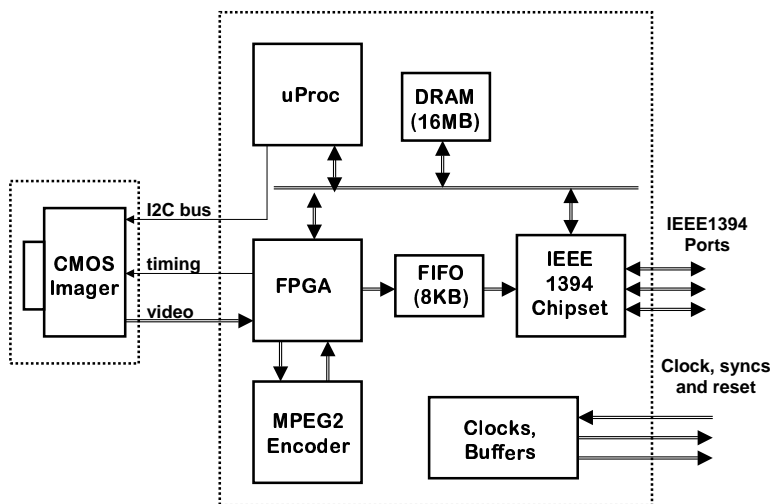 uProc
DRAM
(16MB)
I2C bus
IEEE1394
Ports
CMOS
Imager
timing
FPGA
FIFO
(8KB)
IEEE
1394
Chipset
video
Clock, syncs
and reset
MPEG2
Encoder
Clocks,
Buffers